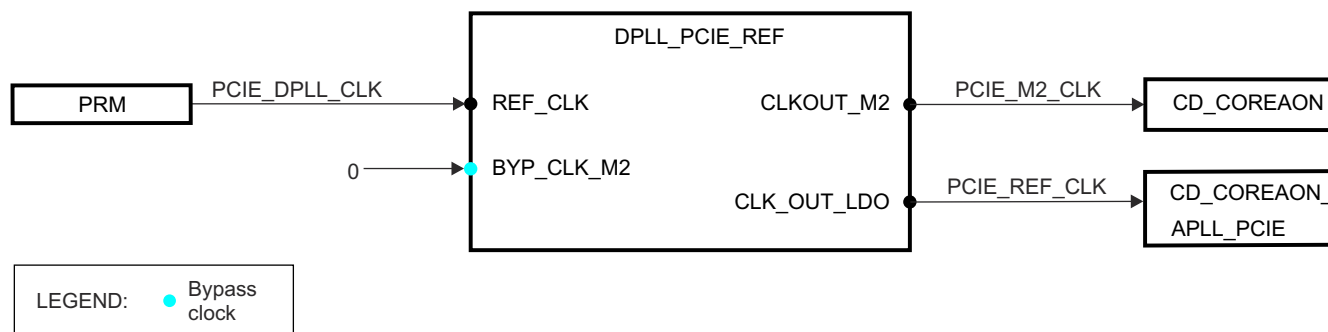 DPLL_PCIE_REF
PRM
PCIE_DPLL_CLK
REF_CLK
CLKOUT_M2
PCIE_M2_CLK
CD_COREAON
0
BYP_CLK_M2
CLK_OUT_LDO
PCIE_REF_CLK
CD_COREAON_
APLL_PCIE
LEGEND:
Bypass
clock